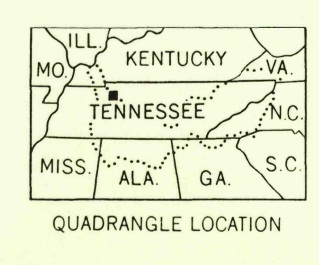 ILL.
KENTUCKY
MO.
VA.
TENNESSEE
N.C.
MISS.
ALA.
GA.
S.C.
QUADRANGLE LOCATION